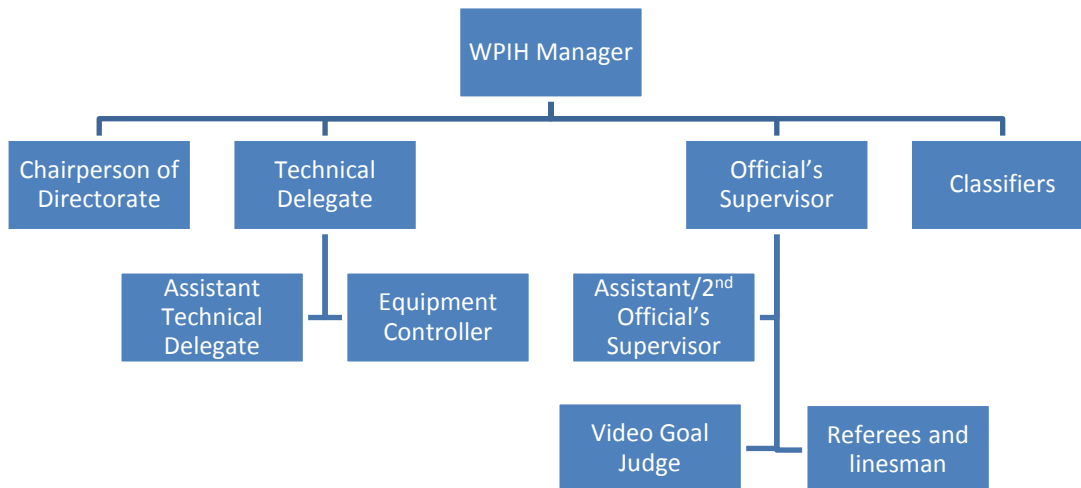 WPIH Manager
Chairperson of
Directorate
Technical
Delegate
Official’s
Supervisor
Classifiers
Assistant
Technical
Delegate
Equipment
Controller
Assistant/2nd
Official’s
Supervisor
Video Goal
Judge
Referees and
linesman